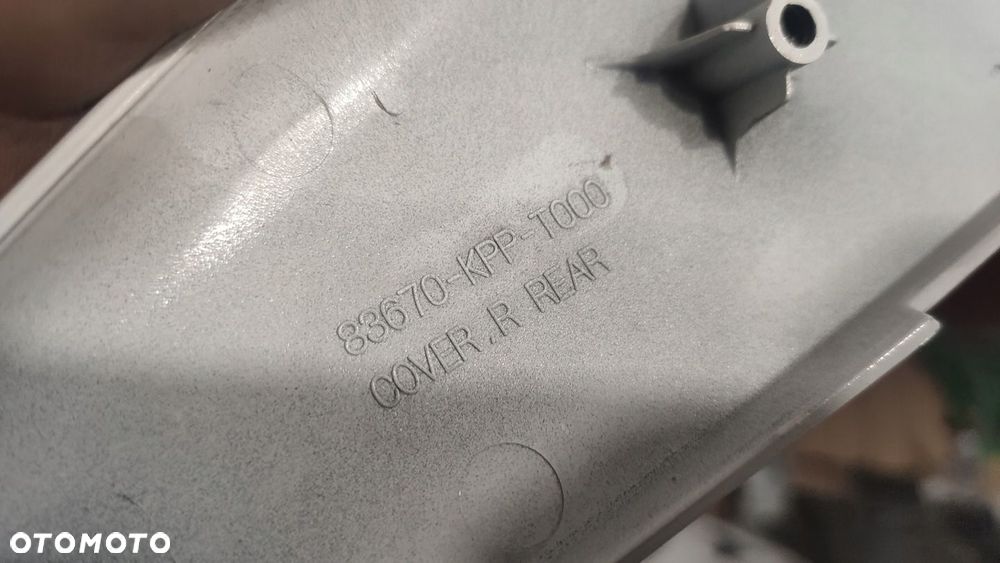 83670-KPP-T000
COVER,R REAR
OTOMOTO